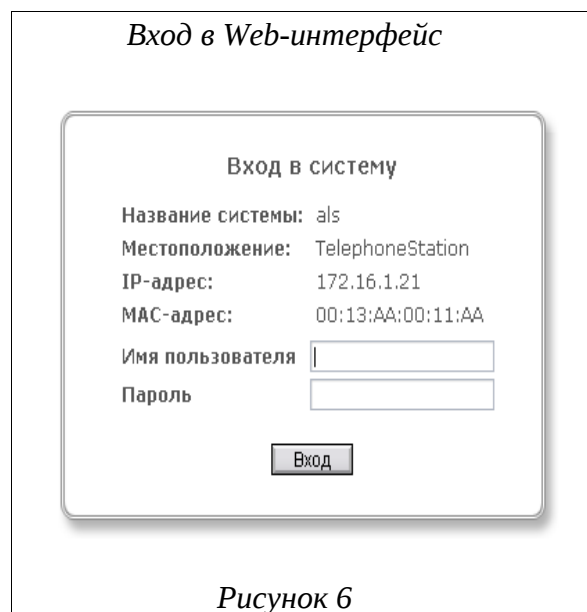 Вход в Web-интерфейс
Вход в систему
Название системы: als
Местоположение: TelephoneStation
IP-адрес: 172.16.1.21
MAC-адрес: 00:13:AA:00:11:AA
Имя пользователя
Пароль
Вход
Рисунок 6